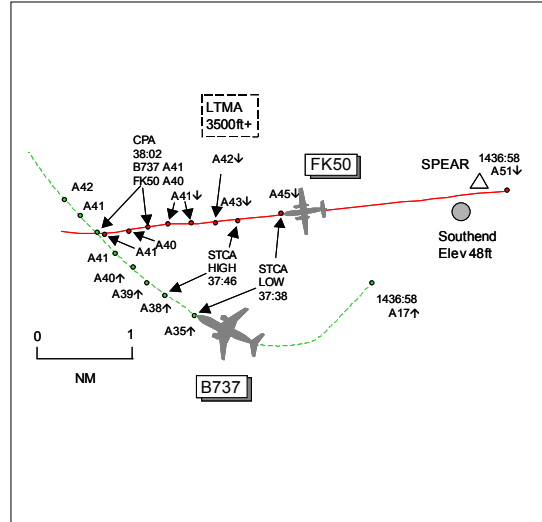 LTMA
3500ft+
CPA
38:02
B737 A41
FK50 A40
A41↓
A42↓
FK50
SPEAR
1436:58
A51↓
A42
A41
A43↓
A45↓
A40
A41
Southend
Elev 48ft
A41
A40↑
A39↑
A38↑
A35↑
STCA
HIGH
37:46
STCA
LOW
37:38
1436:58
A17↑
0
1
NM
B737